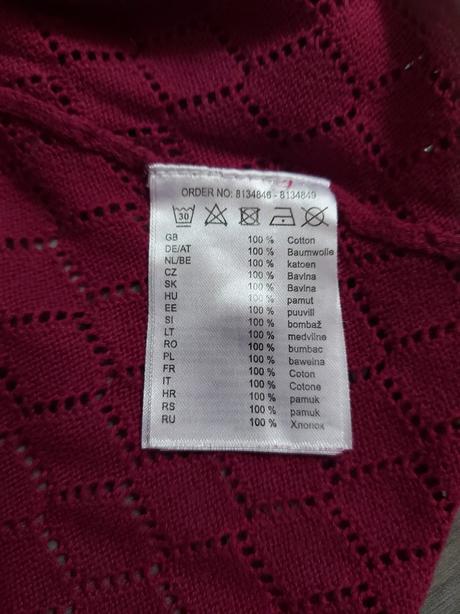 ORDER NO: 8134846 - 8134849
30
GB 100 % Cotton
DE/AT 100 % Baumwolle
NL/BE 100 % katoen
CZ 100 % Bavlna
SK 100 % Bavlna
HU 100 % pamut
EE 100 % puuvill
SI 100 % bombaž
LT 100 % medvilne
RO 100 % bumbac
PL 100 % bawelna
FR 100 % Coton
IT 100 % Cotone
HR 100 % pamuk
RS 100 % pamuk
RU 100 % Хлопок